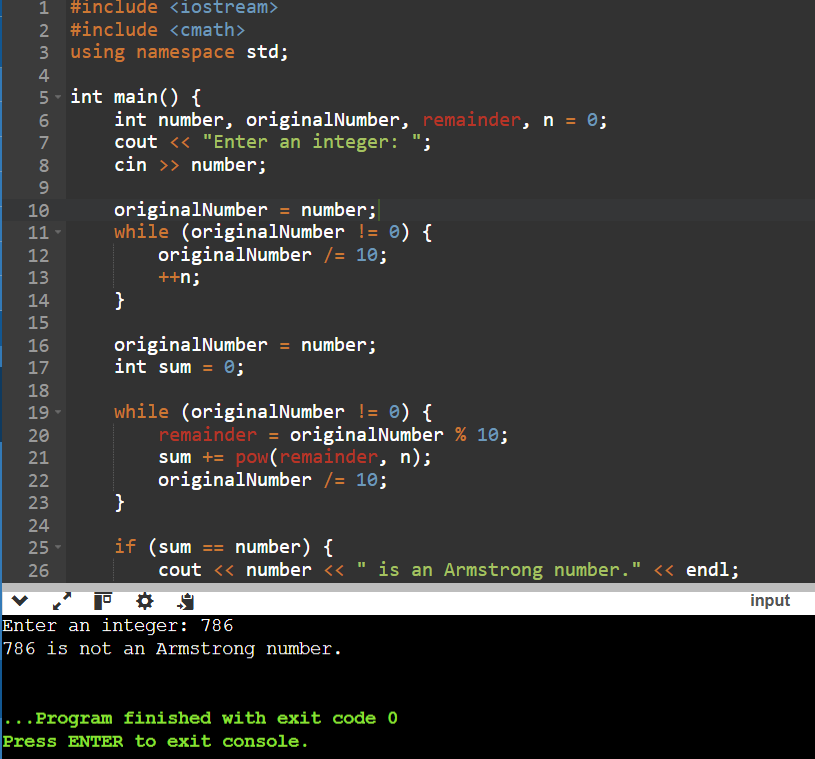 1 #include <iostream>
2 #include <cmath>
3 using namespace std;
4
5 int main() {
6     int number, originalNumber, remainder, n = 0;
7     cout << "Enter an integer: ";
8     cin >> number;
9
10     originalNumber = number;
11     while (originalNumber != 0) {
12         originalNumber /= 10;
13         ++n;
14     }
15
16     originalNumber = number;
17     int sum = 0;
18
19     while (originalNumber != 0) {
20         remainder = originalNumber % 10;
21         sum += pow(remainder, n);
22         originalNumber /= 10;
23     }
24
25     if (sum == number) {
26         cout << number << " is an Armstrong number." << endl;
input
Enter an integer: 786
786 is not an Armstrong number.
...Program finished with exit code 0
Press ENTER to exit console.